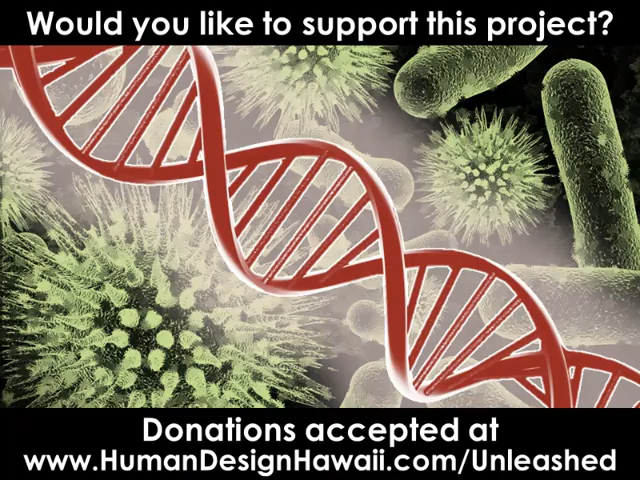 Would you like to support this project?
Donations accepted at
www.HumanDesignHawaii.com/Unleashed